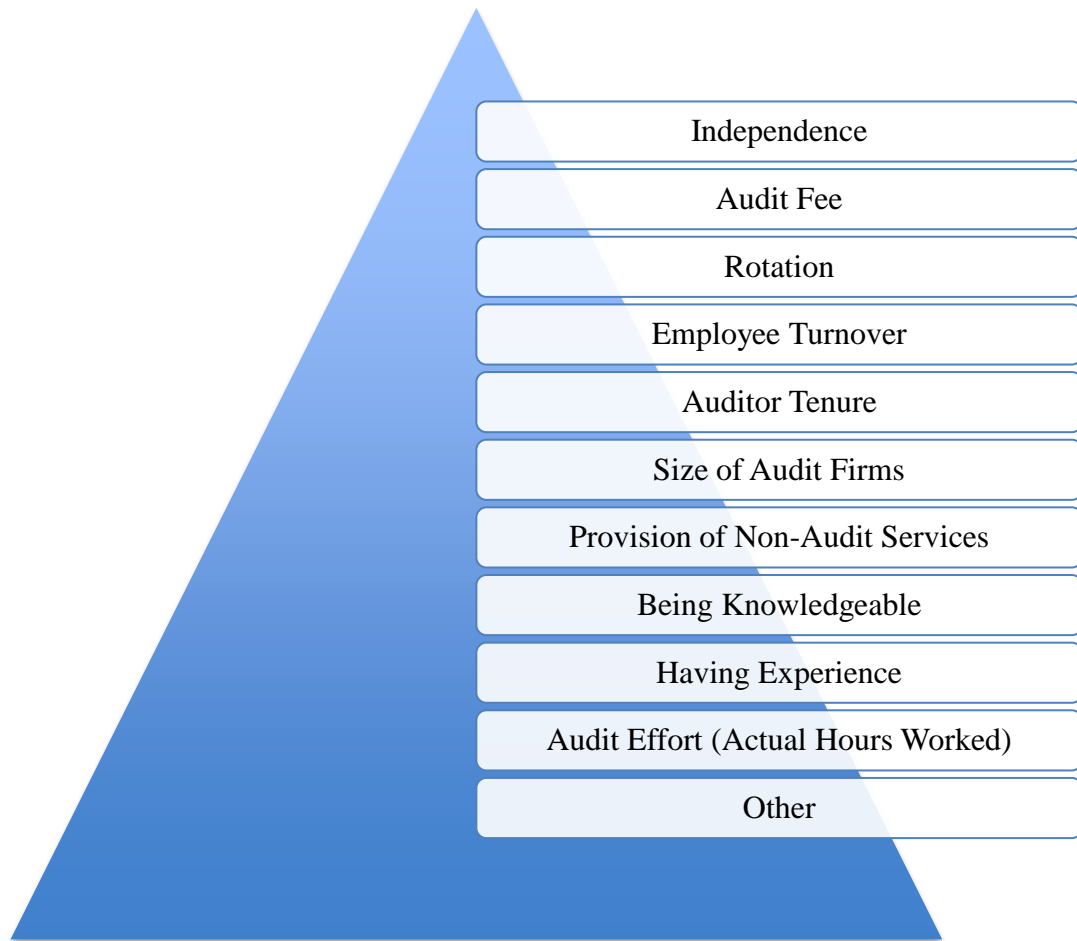 Independence
Audit Fee
Rotation
Employee Turnover
Auditor Tenure
Size of Audit Firms
Provision of Non-Audit Services
Being Knowledgeable
Having Experience
Audit Effort (Actual Hours Worked)
Other